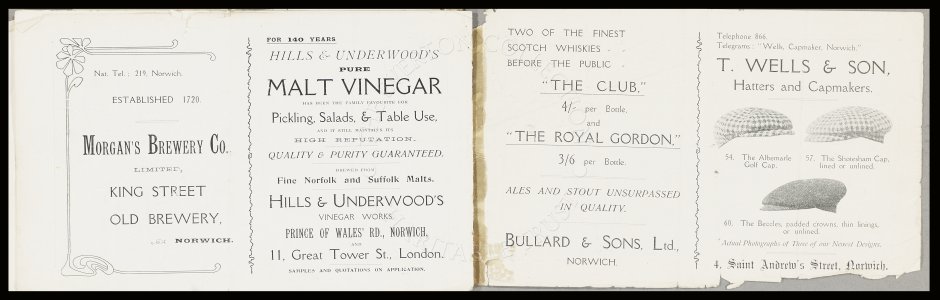 Nat. Tel.: 219, Norwich.
ESTABLISHED 1720.
MORGAN'S BREWERY CO.
LIMITED,
KING STREET
OLD BREWERY,
NORWICH.
FOR 140 YEARS
HILLS & UNDERWOOD'S
PURE
MALT VINEGAR
HAS BEEN THE FAMILY FAVOURITE FOR
Pickling, Salads, & Table Use,
AND IT STILL MAINTAINS ITS
HIGH REPUTATION.
QUALITY & PURITY GUARANTEED.
BREWED FROM
Fine Norfolk and Suffolk Malts.
HILLS & UNDERWOOD'S
VINEGAR WORKS,
PRINCE OF WALES' RD., NORWICH,
AND
11, Great Tower St., London.
SAMPLES AND QUOTATIONS ON APPLICATION.
TWO OF THE FINEST
SCOTCH WHISKIES
BEFORE THE PUBLIC
"THE CLUB,"
4/- per Bottle,
and
"THE ROYAL GORDON,"
3/6 per Bottle.
ALES AND STOUT UNSURPASSED
IN QUALITY.
BULLARD & SONS, Ltd.,
NORWICH.
Telephone 866.
Telegrams: "Wells, Capmaker, Norwich."
T. WELLS & SON,
Hatters and Capmakers,
54. The Albemarle
Golf Cap.
57. The Shotesham Cap,
lined or unlined.
60. The Beccles, padded crowns, thin linings,
or unlined.
Actual Photographs of Three of our Newest Designs.
4, Saint Andrew's Street, Norwich.